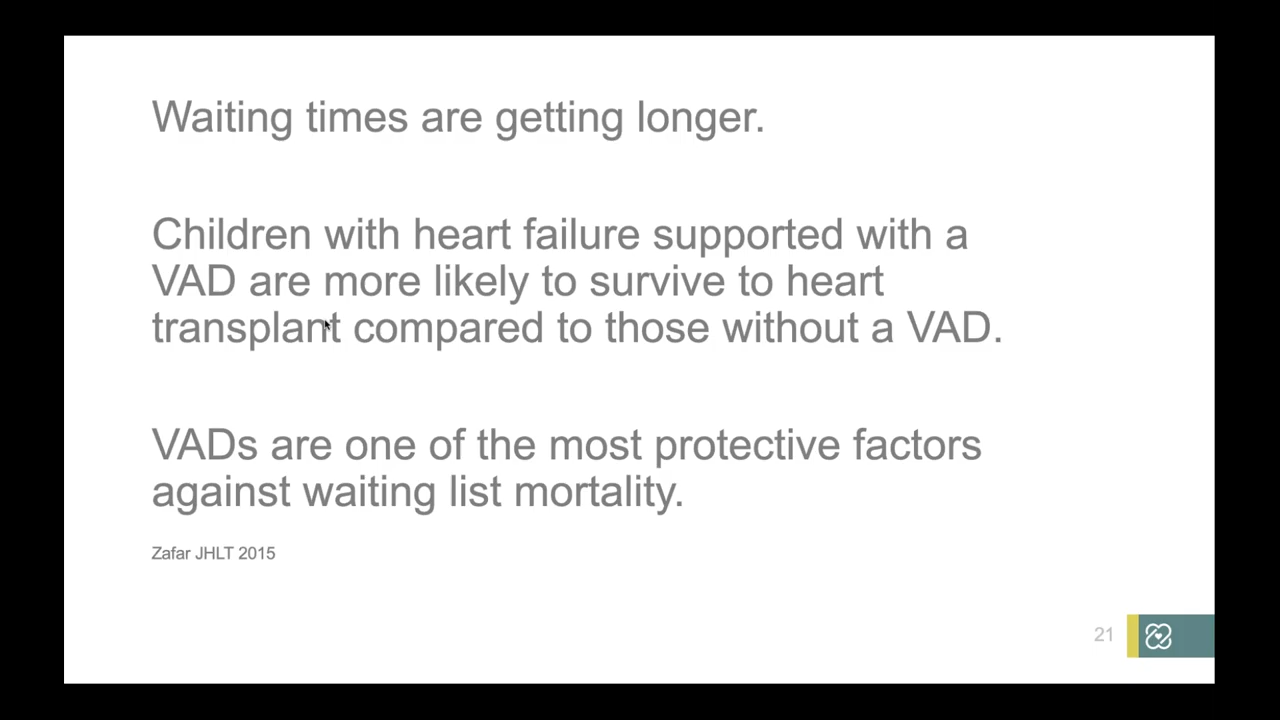 Waiting times are getting longer.
Children with heart failure supported with a
VAD are more likely to survive to heart
transplant compared to those without a VAD.
VADs are one of the most protective factors
against waiting list mortality.
Zafar JHLT 2015
21